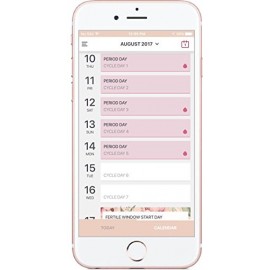 AUGUST 2017
1
10
THU
PERIOD DAY
CYCLE DAY 1
11
FRI
PERIOD DAY
CYCLE DAY 2
12
SAT
PERIOD DAY
CYCLE DAY 3
13
SUN
PERIOD DAY
CYCLE DAY 4
14
MON
PERIOD DAY
CYCLE DAY 5
15
TUE
CYCLE DAY 6
16
WED
CYCLE DAY 7
17
FERTILE WINDOW START DAY
TODAY
CALENDAR